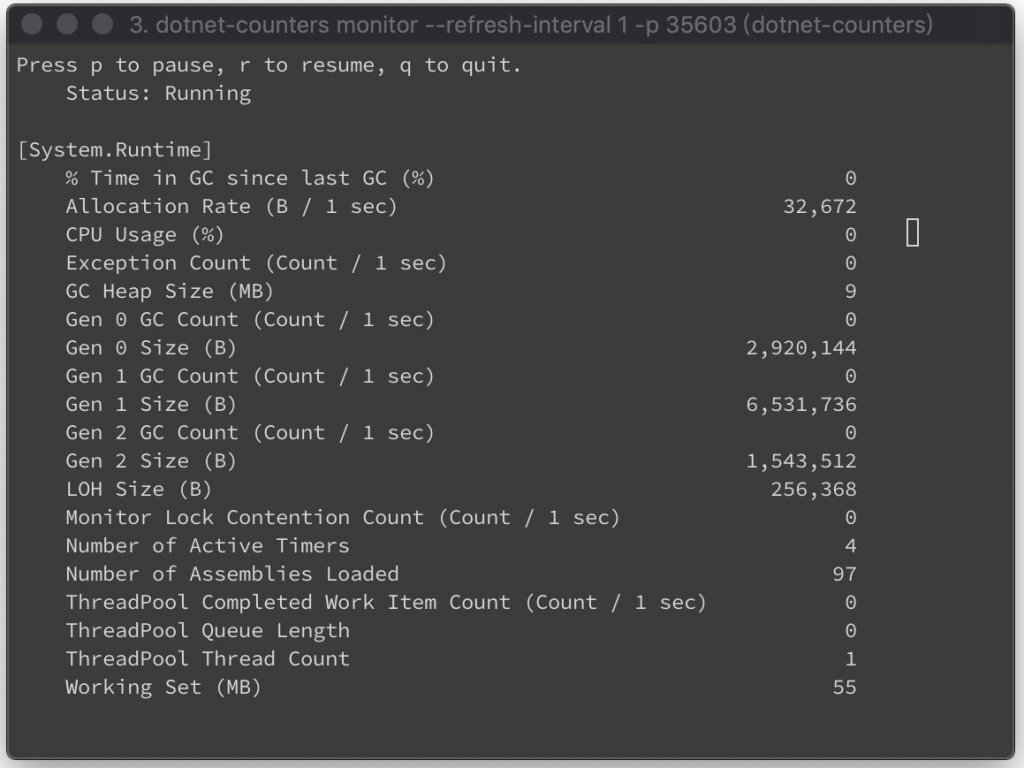 3. dotnet-counters monitor --refresh-interval 1 -p 35603 (dotnet-counters)
Press p to pause, r to resume, q to quit.
Status: Running
[System.Runtime]
% Time in GC since last GC (%) 0
Allocation Rate (B / 1 sec) 32,672
CPU Usage (%) 0
Exception Count (Count / 1 sec) 0
GC Heap Size (MB) 9
Gen 0 GC Count (Count / 1 sec) 0
Gen 0 Size (B) 2,920,144
Gen 1 GC Count (Count / 1 sec) 0
Gen 1 Size (B) 6,531,736
Gen 2 GC Count (Count / 1 sec) 0
Gen 2 Size (B) 1,543,512
LOH Size (B) 256,368
Monitor Lock Contention Count (Count / 1 sec) 0
Number of Active Timers 4
Number of Assemblies Loaded 97
ThreadPool Completed Work Item Count (Count / 1 sec) 0
ThreadPool Queue Length 0
ThreadPool Thread Count 1
Working Set (MB) 55